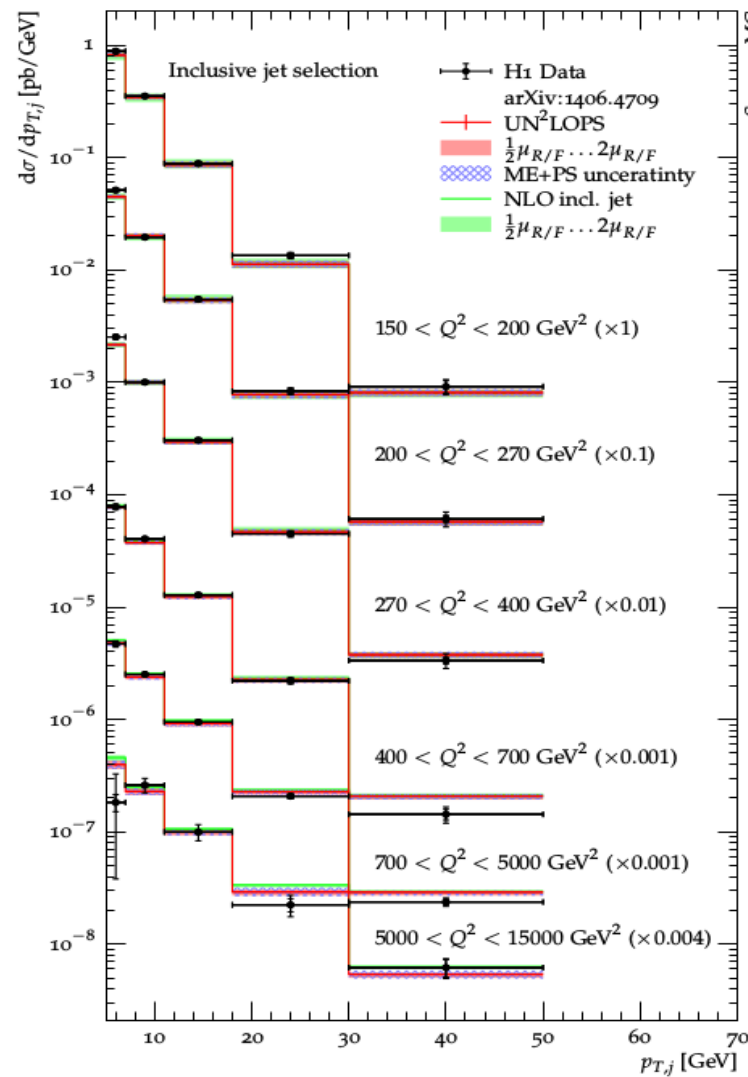 dσ/dp_{T,j} [pb/GeV]
Inclusive jet selection
H1 Data
arXiv:1406.4709
UN²LOPS
½μ_{R/F} ... 2μ_{R/F}
ME+PS unceratinty
NLO incl. jet
½μ_{R/F} ... 2μ_{R/F}
1
10⁻¹
10⁻²
10⁻³
10⁻⁴
10⁻⁵
10⁻⁶
10⁻⁷
10⁻⁸
150 < Q² < 200 GeV² (×1)
200 < Q² < 270 GeV² (×0.1)
270 < Q² < 400 GeV² (×0.01)
400 < Q² < 700 GeV² (×0.001)
700 < Q² < 5000 GeV² (×0.001)
5000 < Q² < 15000 GeV² (×0.004)
10 20 30 40 50 60 70
p_{T,j} [GeV]